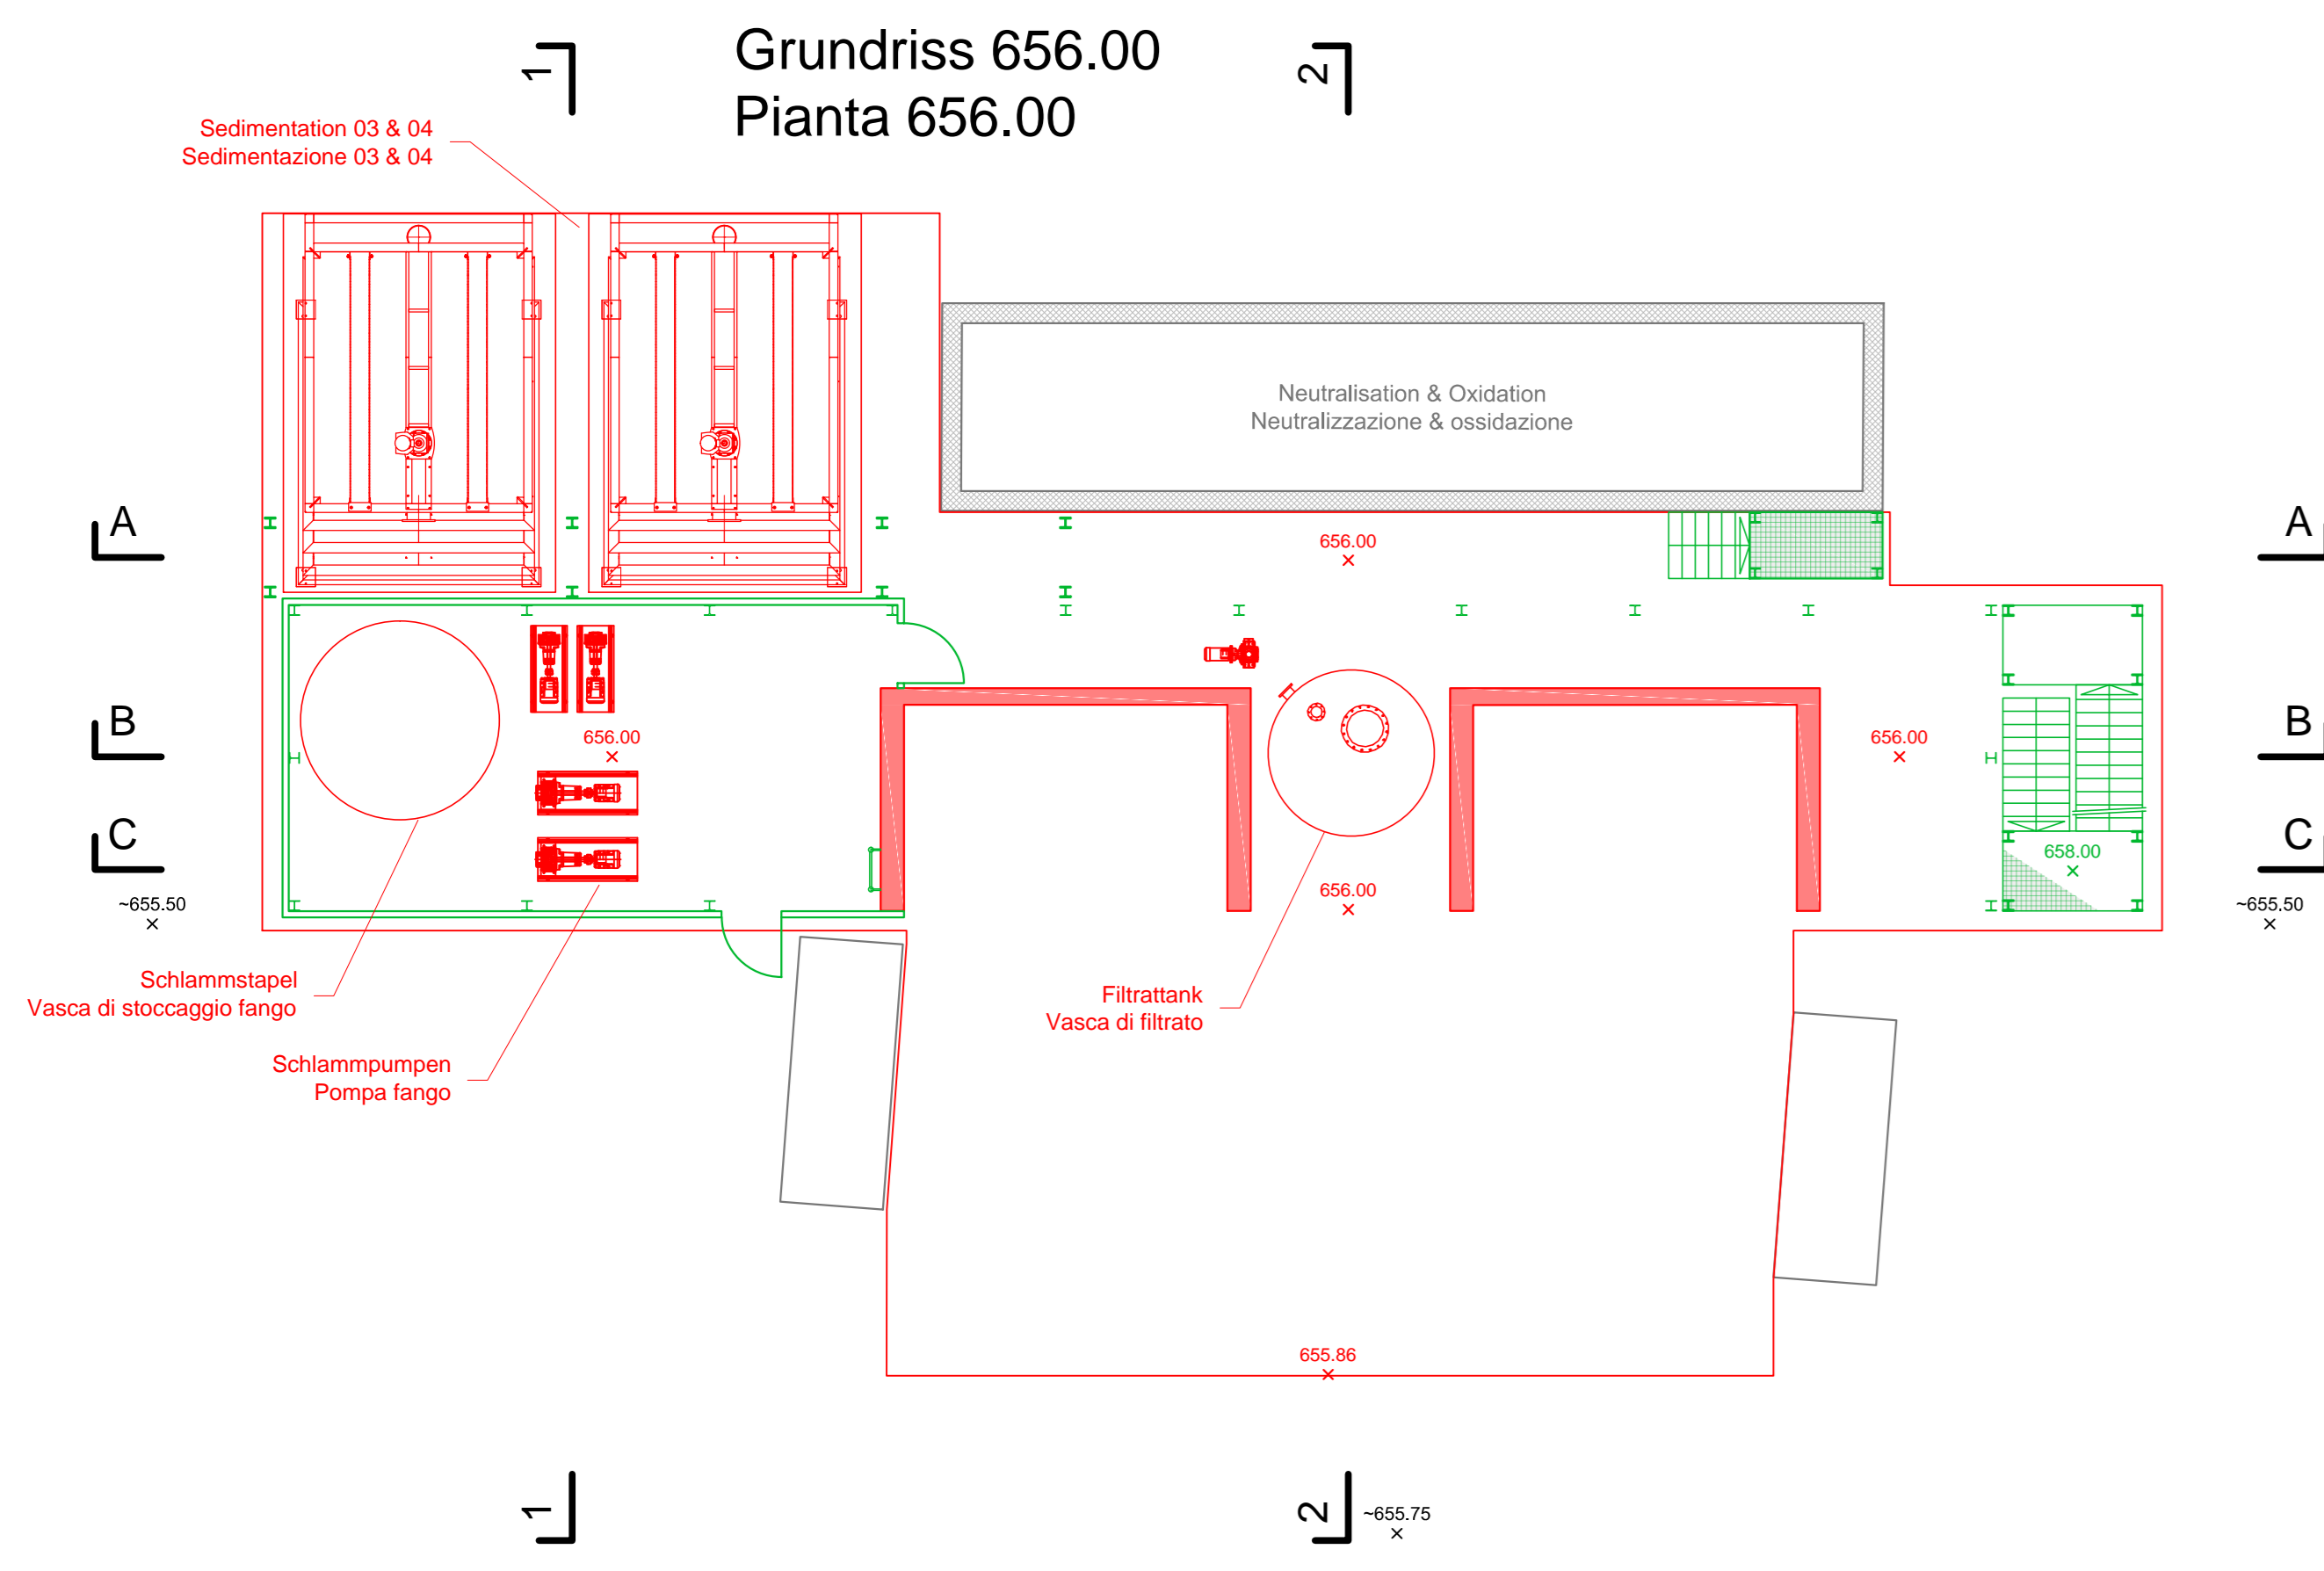 Grundriss 656.00
Pianta 656.00
1
2
Sedimentation 03 & 04
Sedimentazione 03 & 04
Neutralisation & Oxidation
Neutralizzazione & ossidazione
A
A
656.00
B
656.00
656.00
B
C
656.00
658.00
C
~655.50
~655.50
Schlammstapel
Vasca di stoccaggio fango
Filtrattank
Vasca di filtrato
Schlammpumpen
Pompa fango
655.86
1
2
~655.75